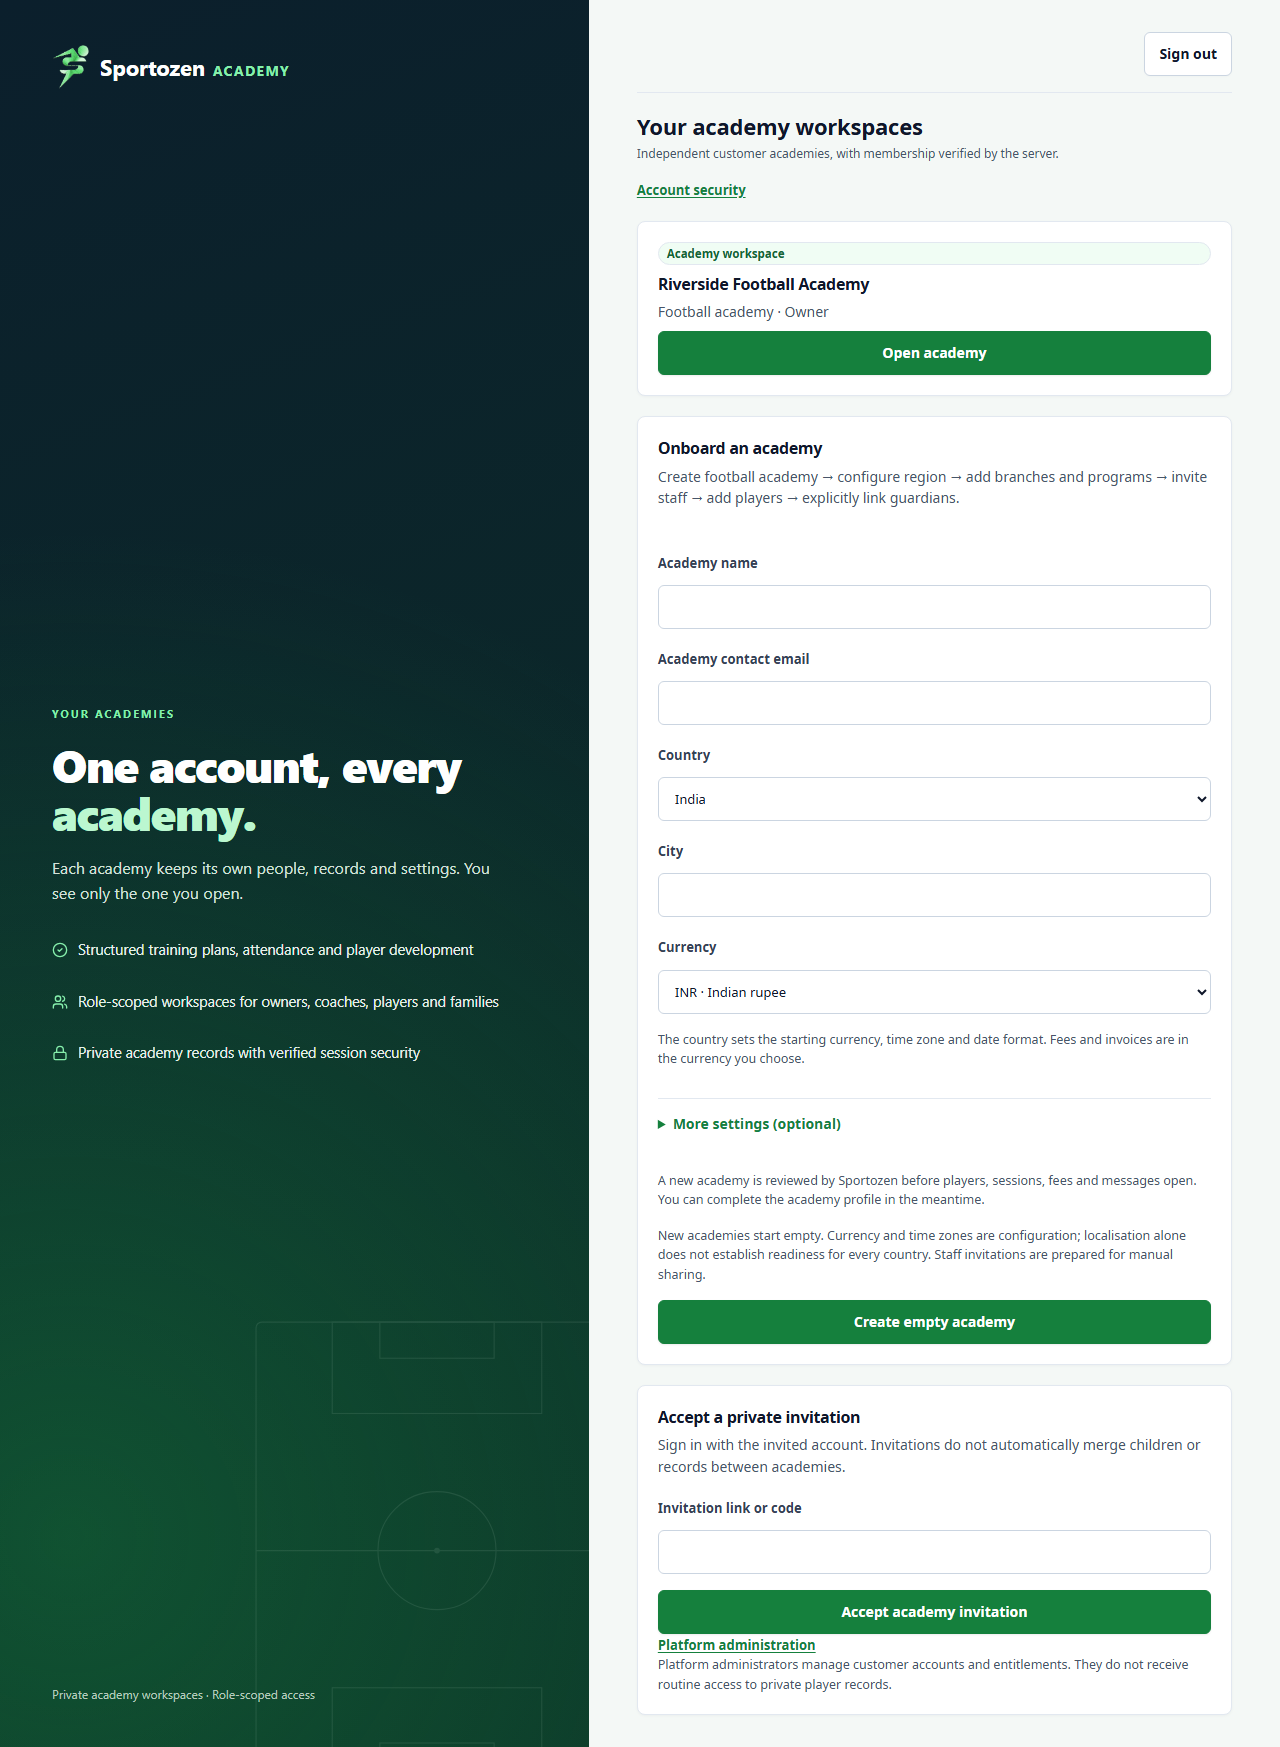 Sportozen ACADEMY
YOUR ACADEMIES
One account, every
academy.
Each academy keeps its own people, records and settings. You
see only the one you open.
Structured training plans, attendance and player development
Role-scoped workspaces for owners, coaches, players and families
Private academy records with verified session security
Private academy workspaces · Role-scoped access
Sign out
Your academy workspaces
Independent customer academies, with membership verified by the server.
Account security
Academy workspace
Riverside Football Academy
Football academy · Owner
Open academy
Onboard an academy
Create football academy → configure region → add branches and programs → invite
staff → add players → explicitly link guardians.
Academy name
Academy contact email
Country
India
City
Currency
INR · Indian rupee
The country sets the starting currency, time zone and date format. Fees and invoices are in
the currency you choose.
More settings (optional)
A new academy is reviewed by Sportozen before players, sessions, fees and messages open.
You can complete the academy profile in the meantime.
New academies start empty. Currency and time zones are configuration; localisation alone
does not establish readiness for every country. Staff invitations are prepared for manual
sharing.
Create empty academy
Accept a private invitation
Sign in with the invited account. Invitations do not automatically merge children or
records between academies.
Invitation link or code
Accept academy invitation
Platform administration
Platform administrators manage customer accounts and entitlements. They do not receive
routine access to private player records.